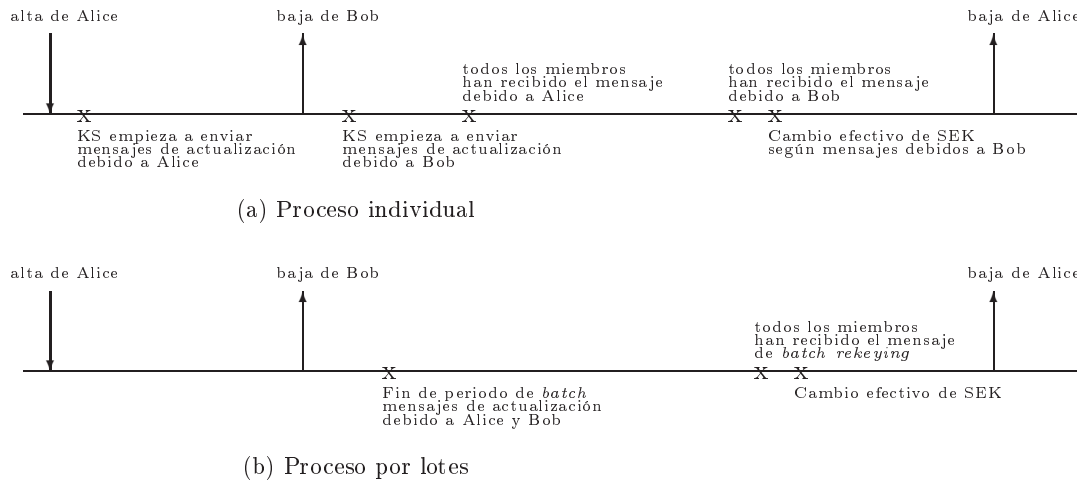 alta de Alice
baja de Bob
baja de Alice
todos los miembros
han recibido el mensaje
debido a Alice
todos los miembros
han recibido el mensaje
debido a Bob
X
X
X
X
X
KS empieza a enviar
mensajes de actualización
debido a Alice
KS empieza a enviar
mensajes de actualización
debido a Bob
Cambio efectivo de SEK
según mensajes debidos a Bob
(a) Proceso individual
alta de Alice
baja de Bob
baja de Alice
todos los miembros
han recibido el mensaje
de batch rekeying
X
X
X
Fin de periodo de batch
mensajes de actualización
debido a Alice y Bob
Cambio efectivo de SEK
(b) Proceso por lotes